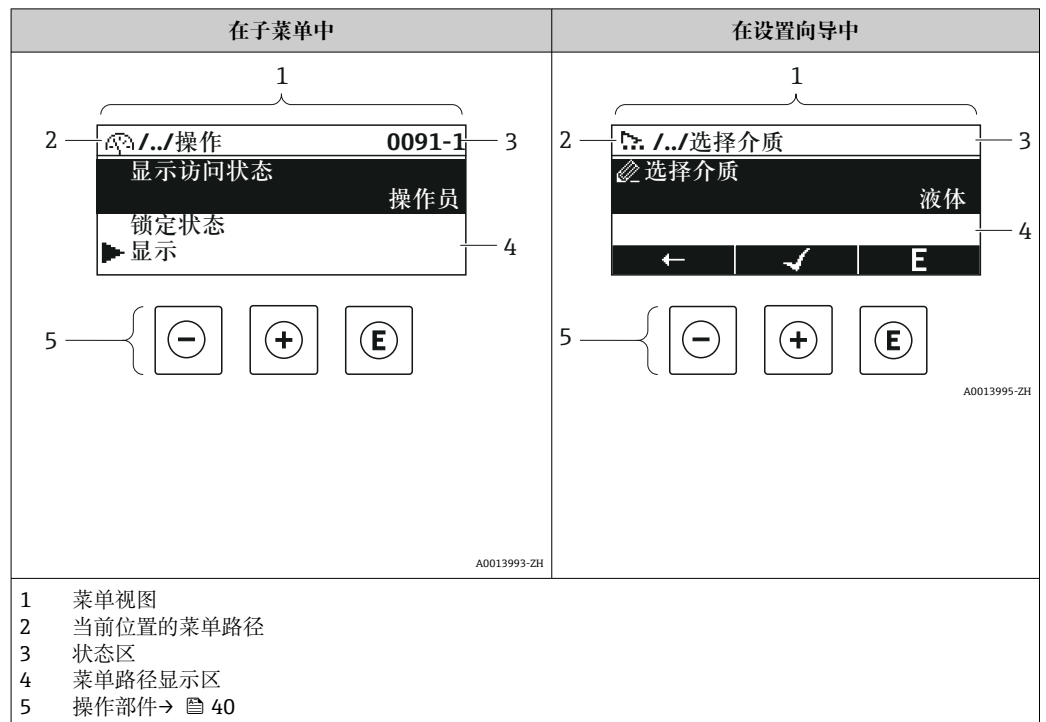 在子菜单中
1
2
/../操作 0091-1
3
显示访问状态
操作员
锁定状态
显示
4
5
− + E
A0013993-ZH
在设置向导中
1
2
/../选择介质
3
选择介质
液体
4
← ✓ E
5
− + E
A0013995-ZH
1 菜单视图
2 当前位置的菜单路径
3 状态区
4 菜单路径显示区
5 操作部件→ 40